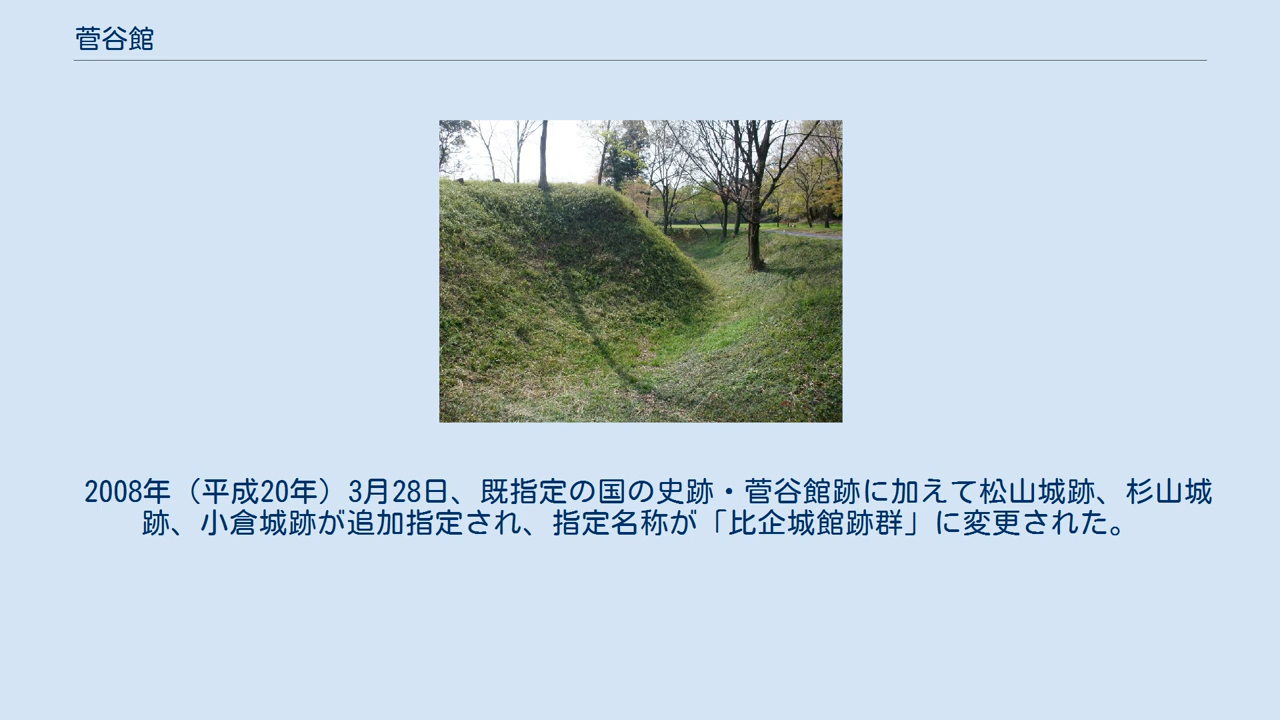 菅谷館
2008年（平成20年）3月28日、既指定の国の史跡・菅谷館跡に加えて松山城跡、杉山城
跡、小倉城跡が追加指定され、指定名称が「比企城館跡群」に変更された。